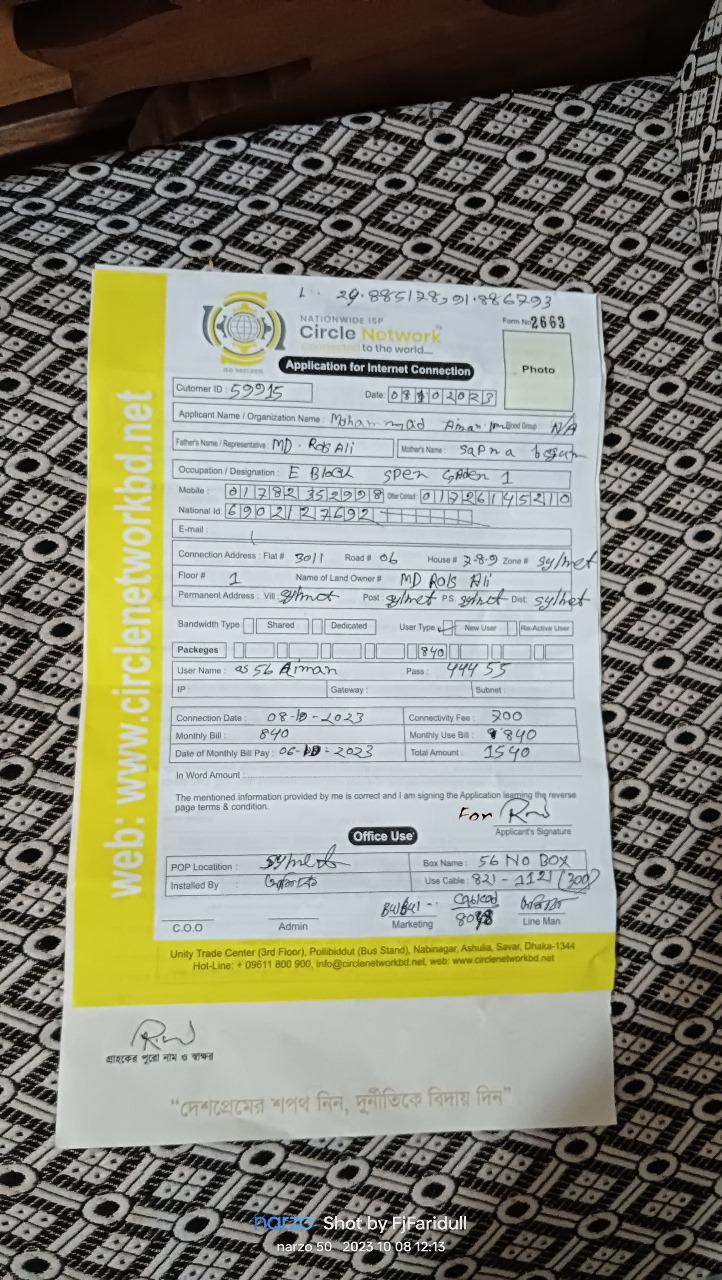 L 24.885178,91.886793
NATIONWIDE ISP
Circle Network
Connected to the world....
Form No 2663
Application for Internet Connection
Photo
Cutomer ID : 59915
Date: 08102023
Applicant Name / Organization Name : Mohammad Aiman Blood Group N/A
Father's Name / Representative : MD. Rois Ali Mother's Name : Sapna begum
Occupation / Designation : E Block 1
Mobile : 01782352998 Other Contact: 01726145210
National Id: 6902127692
E-mail :
Connection Address : Flat # 3011 Road # 06 House # 7-8-9 Zone # sylhet
Floor # 1 Name of Land Owner # MD Rois Ali
Permanent Address : Vill: sylhet Post : sylhet P.S. sylhet Dist: sylhet
Bandwidth Type Shared Dedicated User Type New User Re-Active User
Packeges 840
User Name : as56 Aiman Pass : 44455
IP : Gateway : Subnet :
Connection Date : 08-10-2023 Connectivity Fee : 700
Monthly Bill : 840 Monthly Use Bill : 840
Date of Monthly Bill Pay : 06-10-2023 Total Amount : 1540
In Word Amount :
The mentioned information provided by me is correct and I am signing the Application learning the reverse
page terms & condition.
For
Applicant's Signature
Office Use
POP Locatition : sylhet Box Name : 56 NO BOX
Installed By : Use Cable : 821-1121 (300)
C.O.O Admin Marketing Line Man
Unity Trade Center (3rd Floor), Pollibiddut (Bus Stand), Nabinagar, Ashulia, Savar, Dhaka-1344
Hot-Line: + 09611 800 900, info@circlenetworkbd.net, web: www.circlenetworkbd.net
web: www.circlenetworkbd.net
গ্রাহকের পুরো নাম ও স্বাক্ষর
“দেশপ্রেমের শপথ নিন, দুর্নীতিকে বিদায় দিন”
narzo Shot by FjFaridull
narzo 50 2023 10 08 12:13